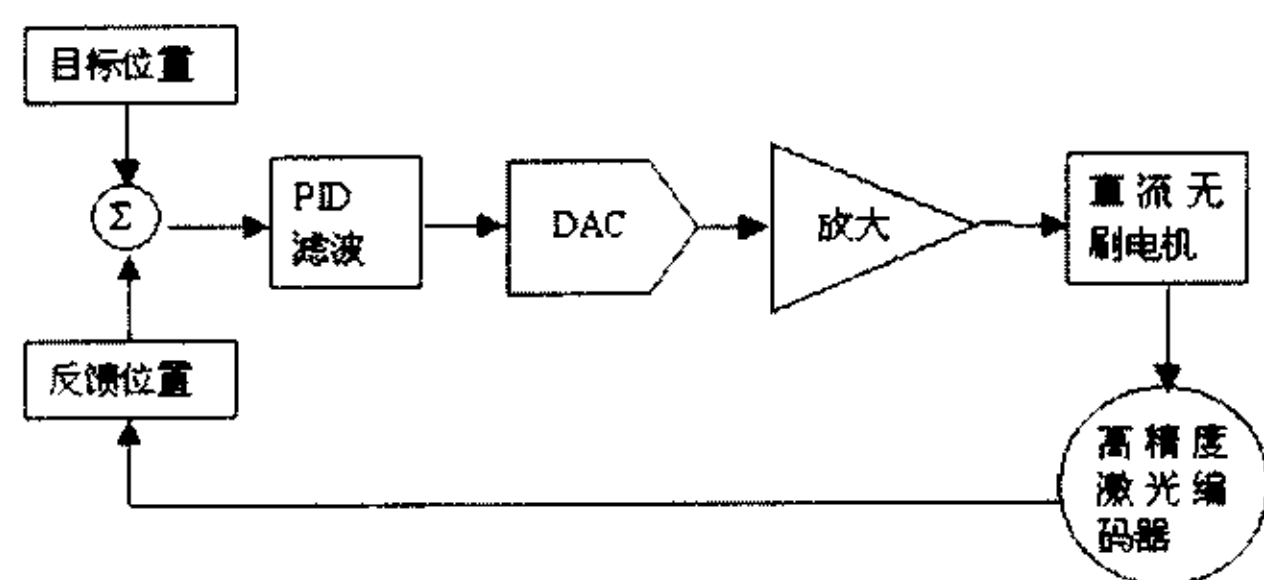 目标位置
Σ
PID
滤波
DAC
放大
直流无
刷电机
反馈位置
高精度
激光编
码器